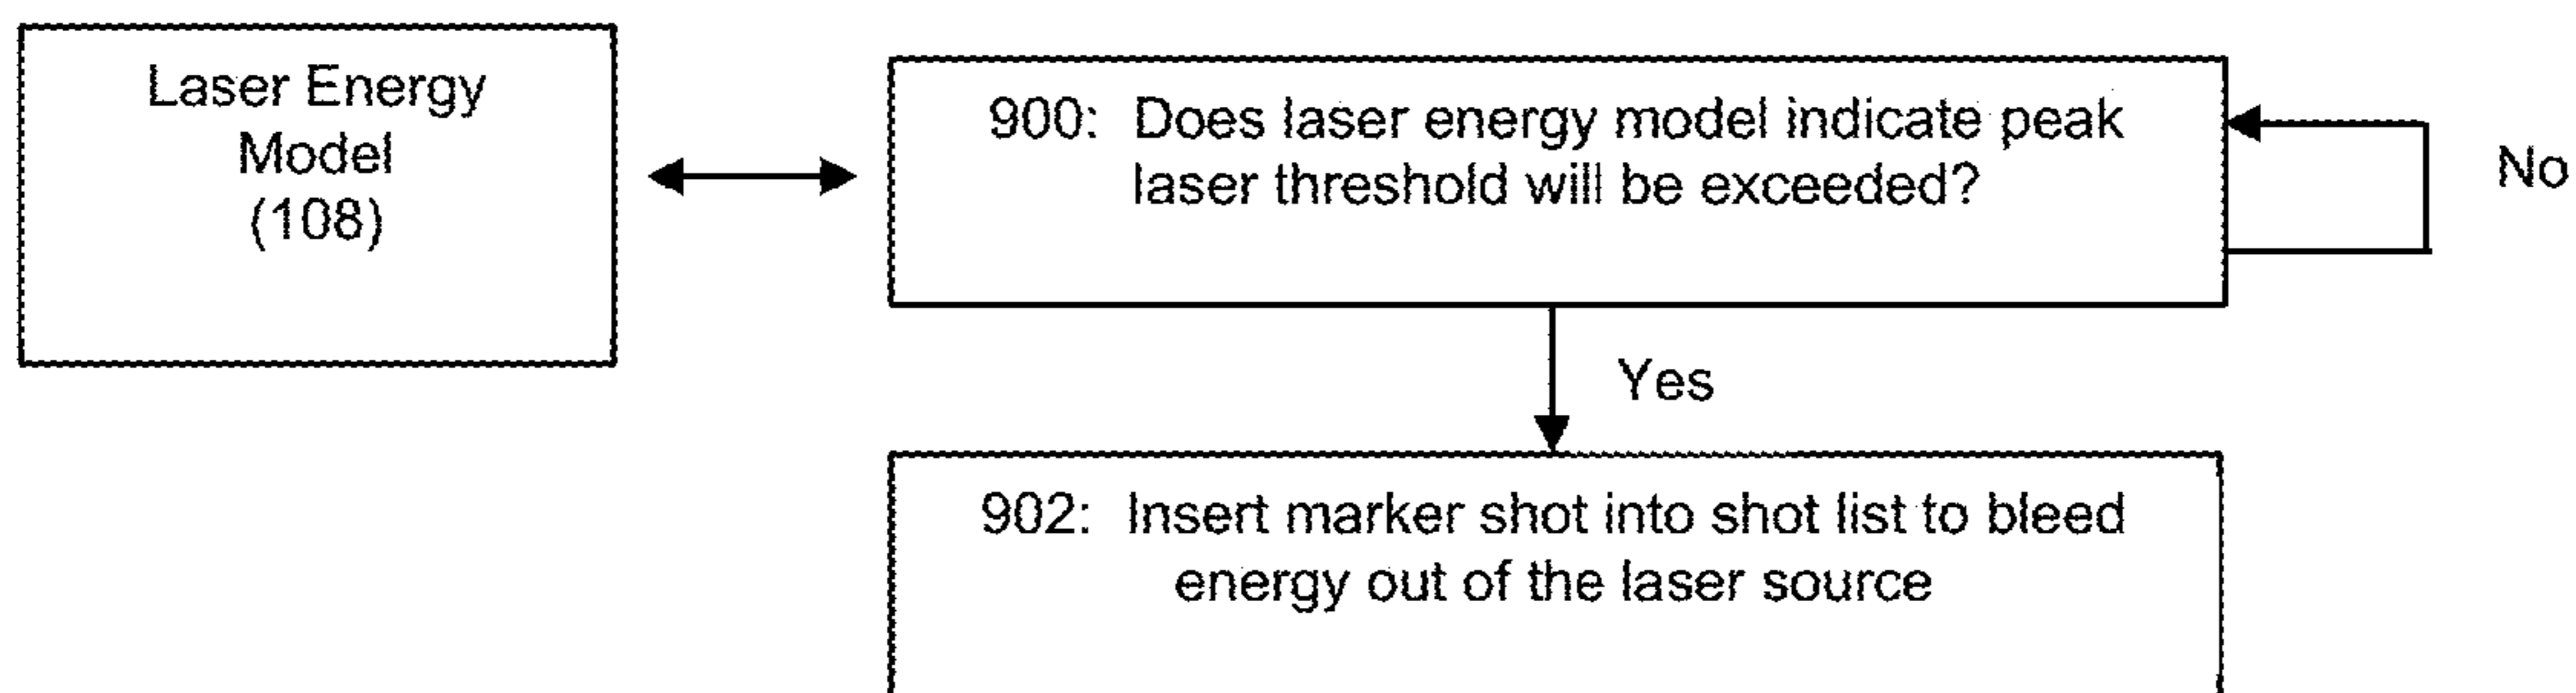 Laser Energy
Model
(108)
900: Does laser energy model indicate peak
laser threshold will be exceeded?
No
Yes
902: Insert marker shot into shot list to bleed
energy out of the laser source